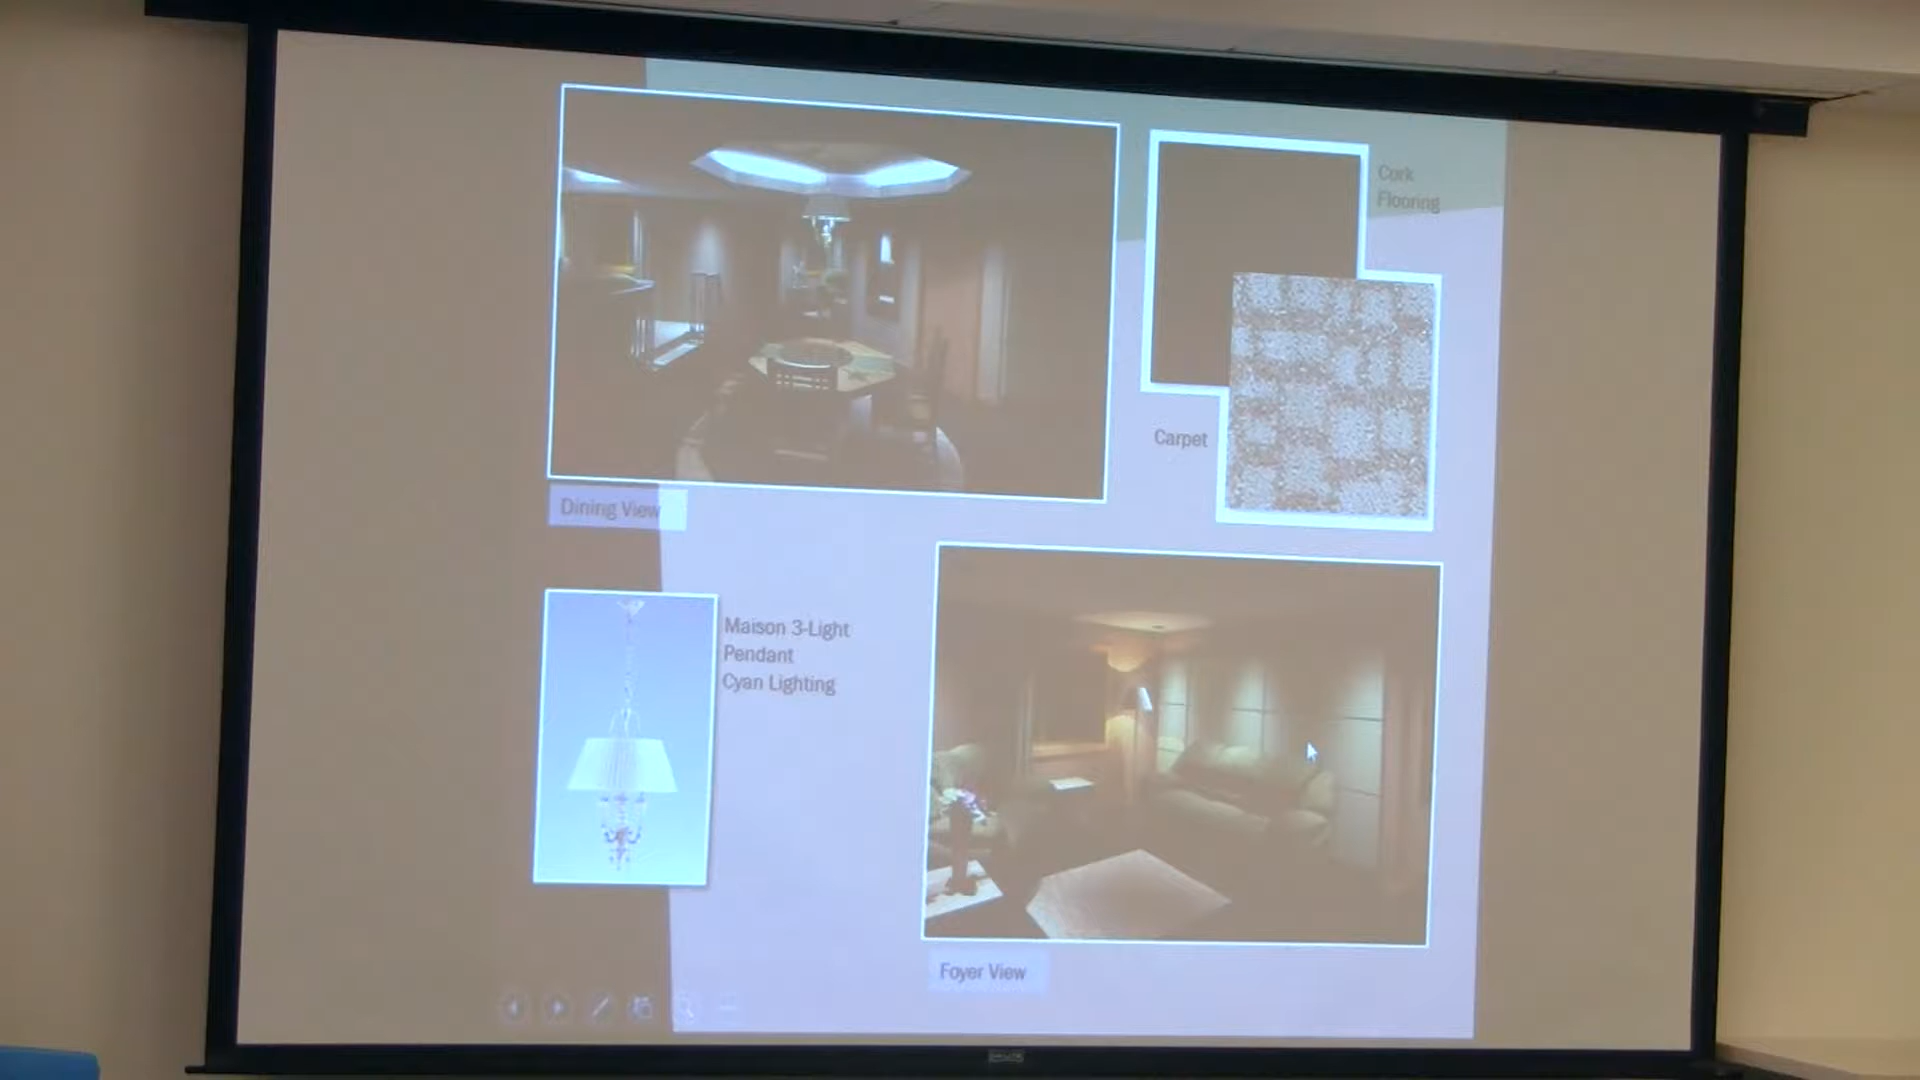 Cork
Flooring
Carpet
Dining View
Maison 3-Light
Pendant
Cyan Lighting
Foyer View